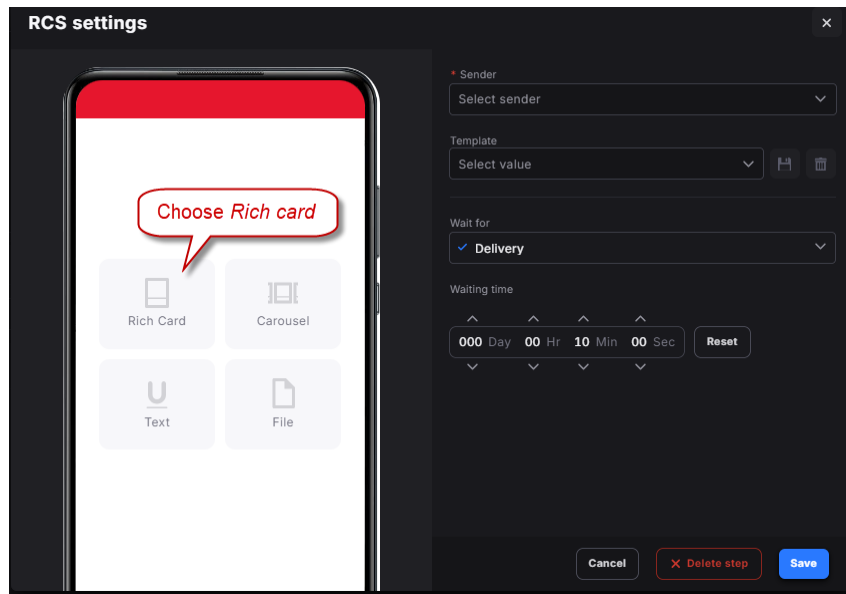 RCS settings
Choose Rich card
Rich Card
Carousel
Text
File
* Sender
Select sender
Template
Select value
Wait for
Delivery
Waiting time
000 Day 00 Hr 10 Min 00 Sec
Reset
Cancel
Delete step
Save